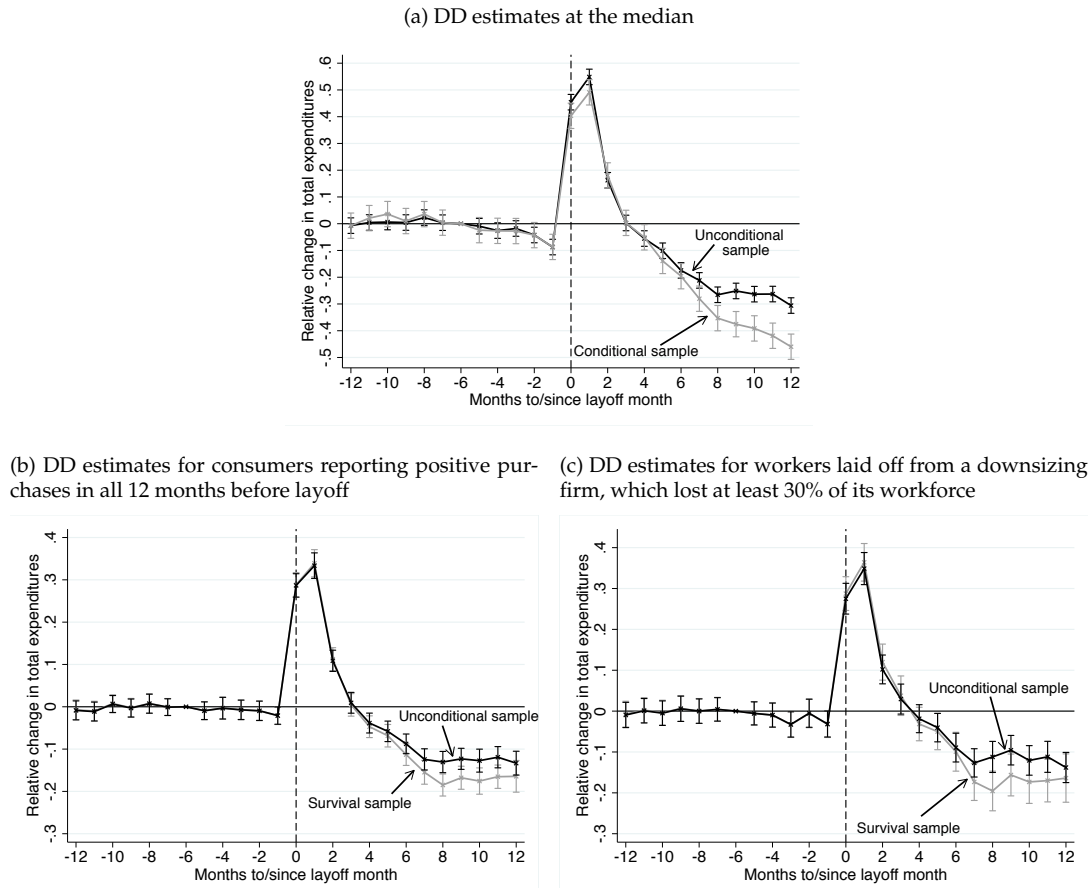 (a) DD estimates at the median
Relative change in total expenditures
.6
.5
.4
.3
.2
.1
0
-.1
-.2
-.3
-.4
-.5
Unconditional
sample
Conditional sample
-12 -10 -8 -6 -4 -2 0 2 4 6 8 10 12
Months to/since layoff month
(b) DD estimates for consumers reporting positive pur-
chases in all 12 months before layoff
Relative change in total expenditures
.4
.3
.2
.1
0
-.1
-.2
-.3
Unconditional sample
Survival sample
-12 -10 -8 -6 -4 -2 0 2 4 6 8 10 12
Months to/since layoff month
(c) DD estimates for workers laid off from a downsizing
firm, which lost at least 30% of its workforce
Relative change in total expenditures
.4
.3
.2
.1
0
-.1
-.2
-.3
Unconditional sample
Survival sample
-12 -10 -8 -6 -4 -2 0 2 4 6 8 10 12
Months to/since layoff month